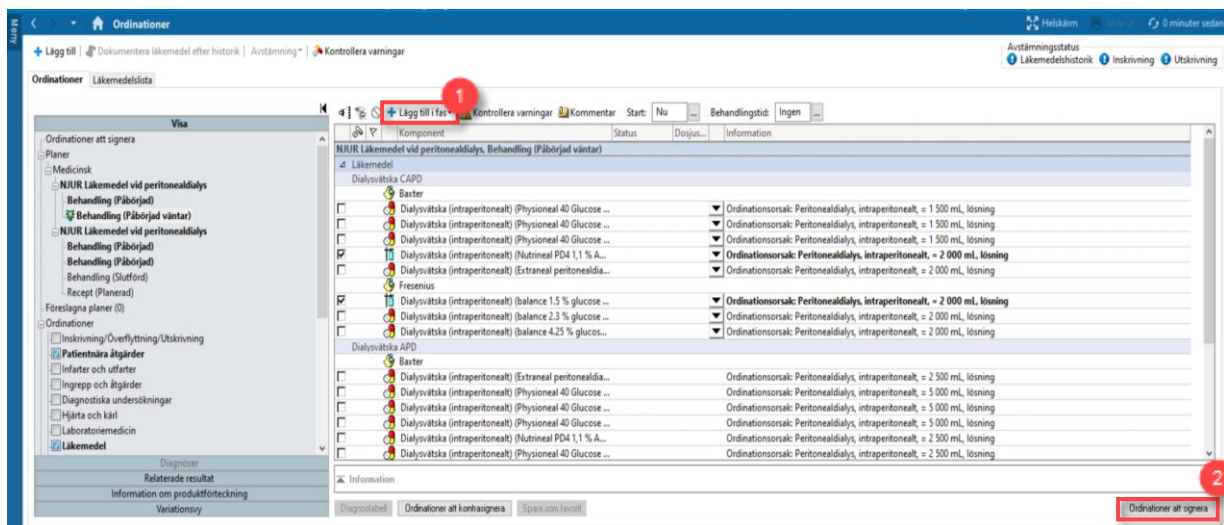 Meny
Ordinationer
Helskärm
Skriv ut
0 minuter sedan
Lägg till | Dokumentera läkemedel efter historik | Avstämning | Kontrollera varningar
Avstämningsstatus
Läkemedelshistorik Inskrivning Utskrivning
Ordinationer Läkemedelslista
1
Lägg till i fas Kontrollera varningar Kommentar Start: Nu ... Behandlingstid: Ingen ...
Visa
Ordinationer att signera
Planer
Medicinsk
NJUR Läkemedel vid peritonealdialys
Behandling (Påbörjad)
Behandling (Påbörjad väntar)
NJUR Läkemedel vid peritonealdialys
Behandling (Påbörjad)
Behandling (Påbörjad)
Behandling (Slutförd)
Recept (Planerad)
Föreslagna planer (0)
Ordinationer
Inskrivning/Överflyttning/Utskrivning
Patientnära åtgärder
Infarter och utfarter
Ingrepp och åtgärder
Diagnostiska undersökningar
Hjärta och kärl
Laboratoriemedicin
Läkemedel
Diagnoser
Relaterade resultat
Information om produktförteckning
Variationsvy
Komponent Status Dosjus... Information
NJUR Läkemedel vid peritonealdialys, Behandling (Påbörjad väntar)
Läkemedel
Dialysvätska CAPD
Baxter
Dialysvätska (intraperitonealt) (Physioneal 40 Glucose ... Ordinationsorsak: Peritonealdialys, intraperitonealt, = 1 500 mL, lösning
Dialysvätska (intraperitonealt) (Physioneal 40 Glucose ... Ordinationsorsak: Peritonealdialys, intraperitonealt, = 1 500 mL, lösning
Dialysvätska (intraperitonealt) (Physioneal 40 Glucose ... Ordinationsorsak: Peritonealdialys, intraperitonealt, = 1 500 mL, lösning
Dialysvätska (intraperitonealt) (Nutrineal PD4 1,1 % A... Ordinationsorsak: Peritonealdialys, intraperitonealt, = 2 000 mL, lösning
Dialysvätska (intraperitonealt) (Extraneal peritonealdia... Ordinationsorsak: Peritonealdialys, intraperitonealt, = 2 000 mL, lösning
Fresenius
Dialysvätska (intraperitonealt) (balance 1.5 % glucose ... Ordinationsorsak: Peritonealdialys, intraperitonealt, = 2 000 mL, lösning
Dialysvätska (intraperitonealt) (balance 2.3 % glucose ... Ordinationsorsak: Peritonealdialys, intraperitonealt, = 2 000 mL, lösning
Dialysvätska (intraperitonealt) (balance 4.25 % glucos... Ordinationsorsak: Peritonealdialys, intraperitonealt, = 2 000 mL, lösning
Dialysvätska APD
Baxter
Dialysvätska (intraperitonealt) (Extraneal peritonealdia... Ordinationsorsak: Peritonealdialys, intraperitonealt, = 2 500 mL, lösning
Dialysvätska (intraperitonealt) (Physioneal 40 Glucose ... Ordinationsorsak: Peritonealdialys, intraperitonealt, = 5 000 mL, lösning
Dialysvätska (intraperitonealt) (Physioneal 40 Glucose ... Ordinationsorsak: Peritonealdialys, intraperitonealt, = 5 000 mL, lösning
Dialysvätska (intraperitonealt) (Physioneal 40 Glucose ... Ordinationsorsak: Peritonealdialys, intraperitonealt, = 5 000 mL, lösning
Dialysvätska (intraperitonealt) (Nutrineal PD4 1,1 % A... Ordinationsorsak: Peritonealdialys, intraperitonealt, = 2 500 mL, lösning
Dialysvätska (intraperitonealt) (Physioneal 40 Glucose ... Ordinationsorsak: Peritonealdialys, intraperitonealt, = 2 500 mL, lösning
Information
2
Diagnostabell Ordinationer att kontrasignera Spara som favorit Ordinationer att signera